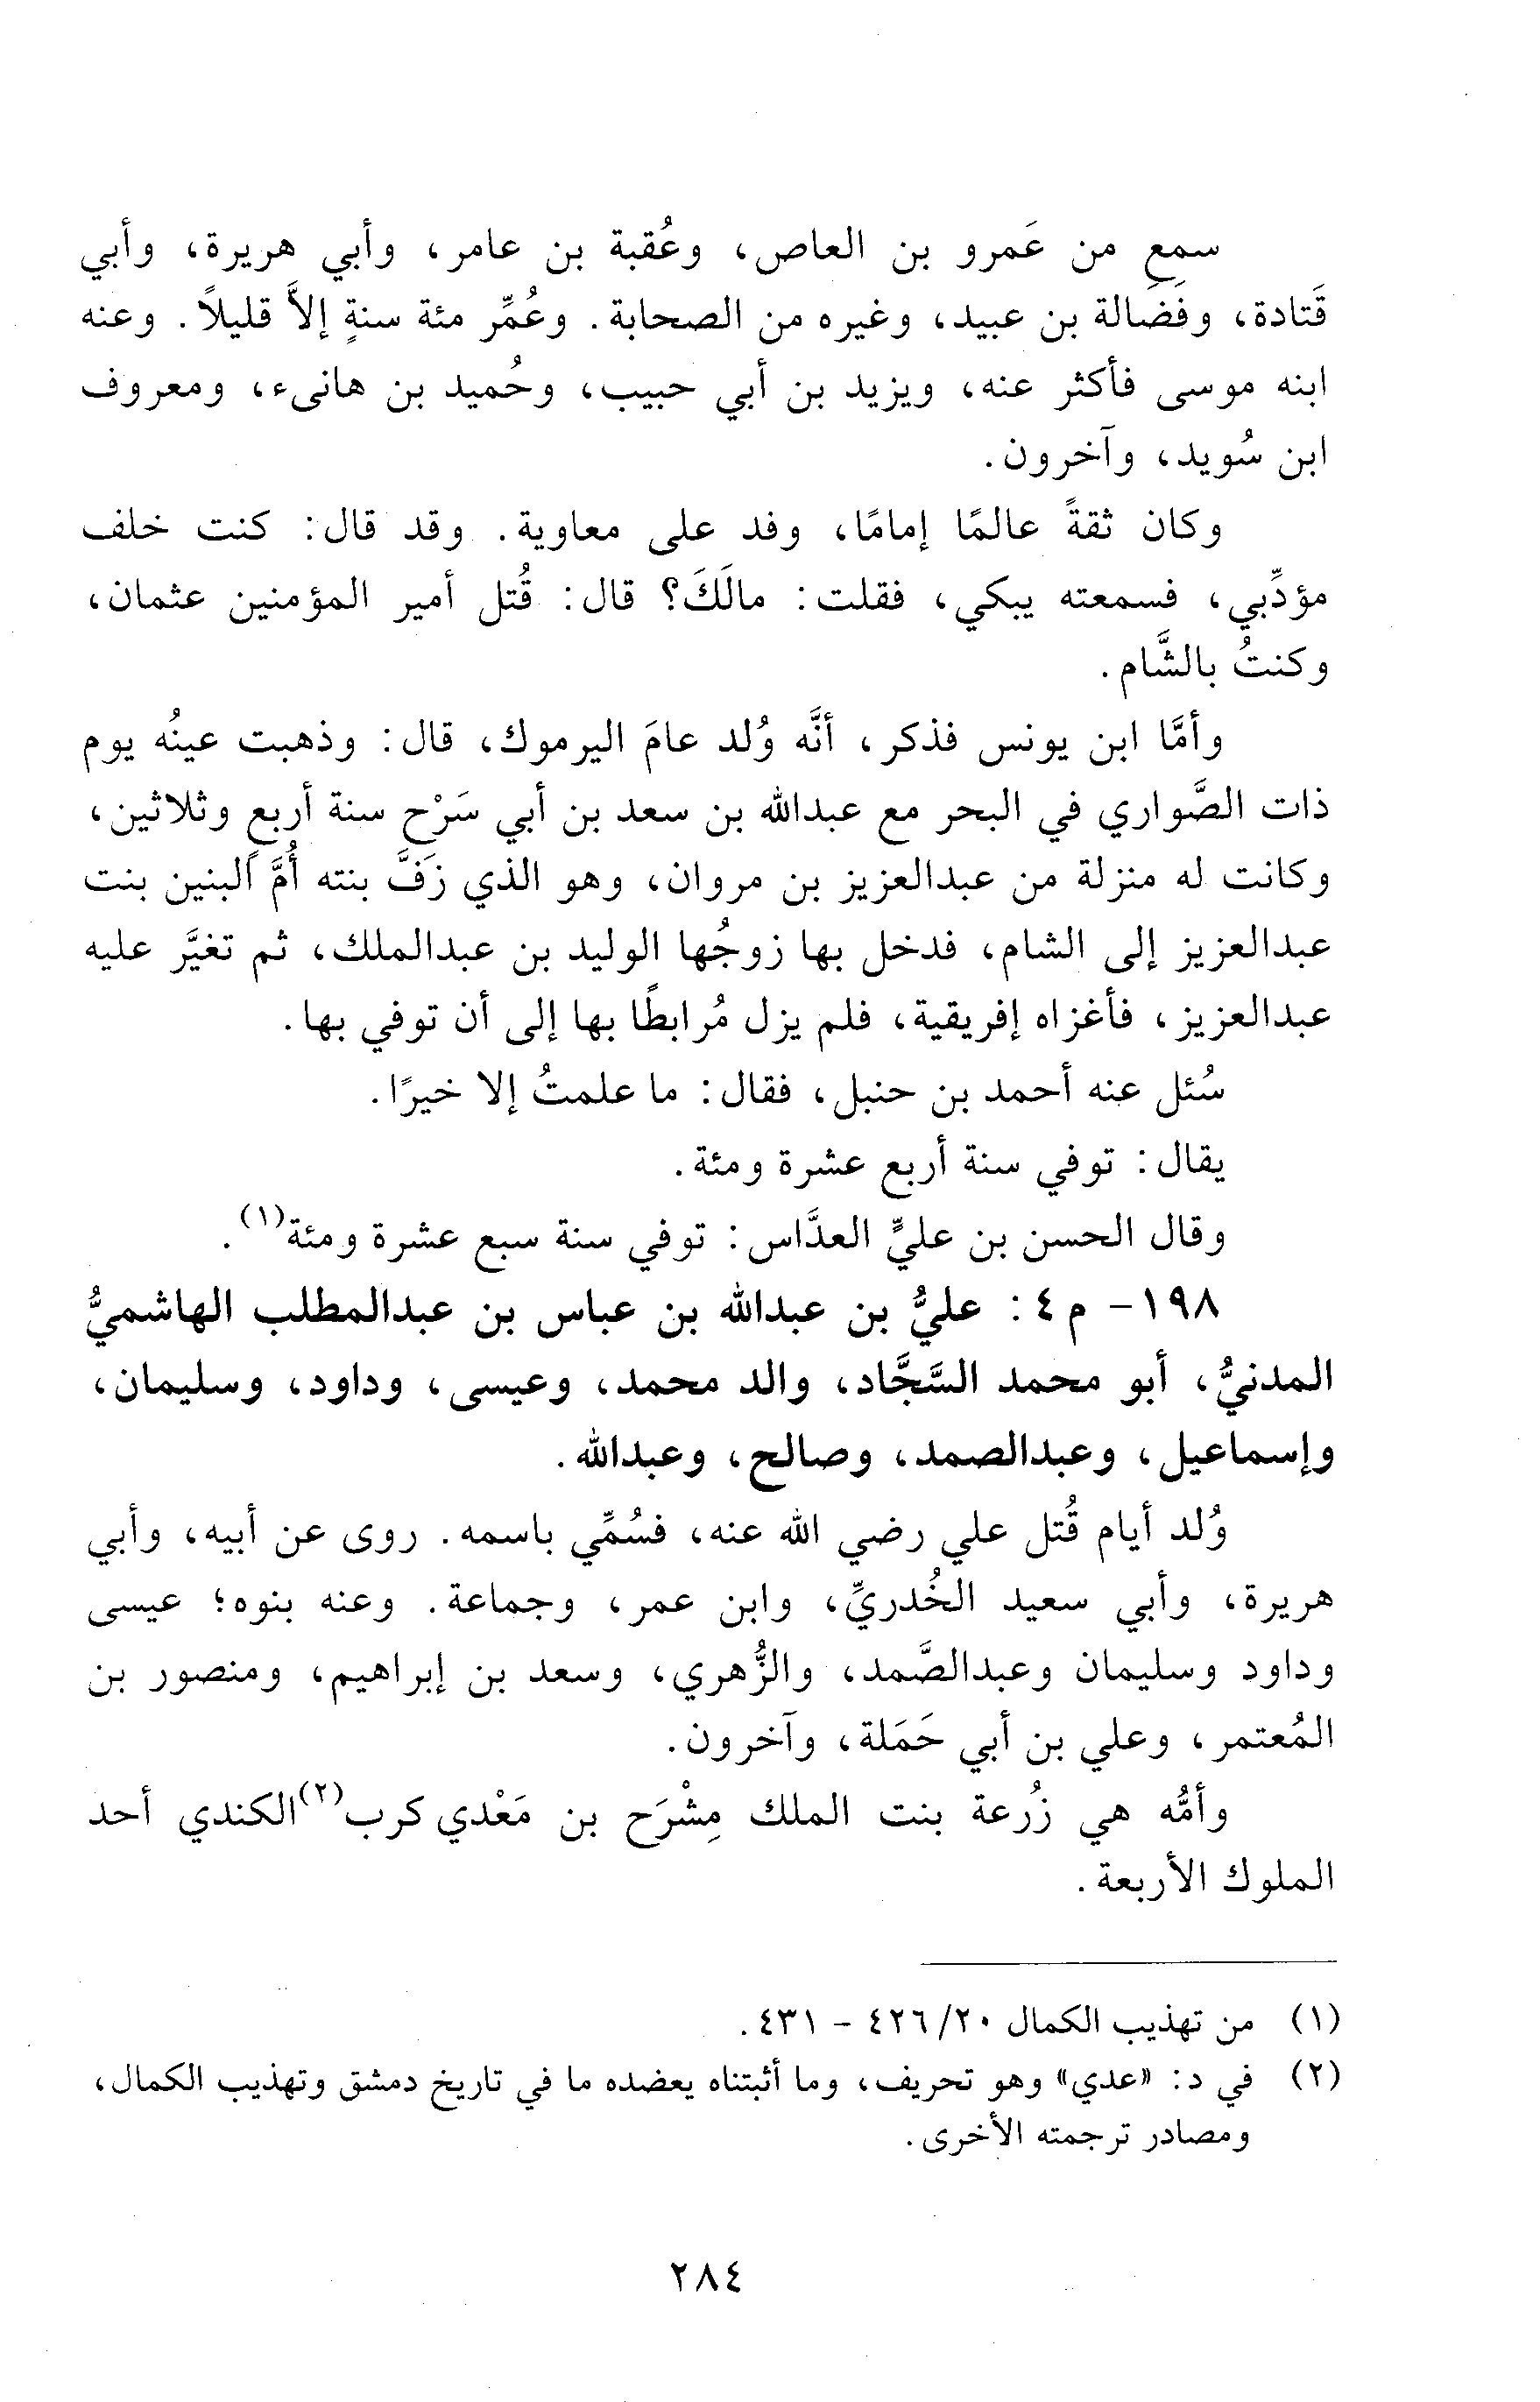 سمع من عَمرو بن العاص، وعُقبة بن عامر، وأبي هريرة، وأبي
قَتادة، وفَضالة بن عبيد، وغيره من الصحابة. وعُمِّر مئة سنةٍ إلاَّ قليلاً. وعنه
ابنه موسى فأكثر عنه، ويزيد بن أبي حبيب، وحُميد بن هانىء، ومعروف
ابن سُويد، وآخرون.
وكان ثقةً عالمًا إمامًا، وفد على معاوية. وقد قال: كنت خلف
مؤدِّبي، فسمعته يبكي، فقلت: مالَكَ؟ قال: قُتل أمير المؤمنين عثمان،
وكنتُ بالشَّام.
وأمَّا ابن يونس فذكر، أنَّه وُلد عامَ اليرموك، قال: وذهبت عينُه يوم
ذات الصَّواري في البحر مع عبدالله بن سعد بن أبي سَرْح سنة أربعٍ وثلاثين،
وكانت له منزلة من عبدالعزيز بن مروان، وهو الذي زَفَّ بنته أُمَّ البنين بنت
عبدالعزيز إلى الشام، فدخل بها زوجُها الوليد بن عبدالملك، ثم تغيَّر عليه
عبدالعزيز، فأغزاه إفريقية، فلم يزل مُرابطًا بها إلى أن توفي بها.
سُئل عنه أحمد بن حنبل، فقال: ما علمتُ إلا خيرًا.
يقال: توفي سنة أربع عشرة ومئة.
وقال الحسن بن عليٍّ العدَّاس: توفي سنة سبع عشرة ومئة(١).
١٩٨- م ٤: عليُّ بن عبدالله بن عباس بن عبدالمطلب الهاشميُّ
المدنيُّ، أبو محمد السَّجَّاد، والد محمد، وعيسى، وداود، وسليمان،
وإسماعيل، وعبدالصمد، وصالح، وعبدالله.
وُلد أيام قُتل علي رضي الله عنه، فسُمِّي باسمه. روى عن أبيه، وأبي
هريرة، وأبي سعيد الخُدريِّ، وابن عمر، وجماعة. وعنه بنوه؛ عيسى
وداود وسليمان وعبدالصَّمد، والزُّهري، وسعد بن إبراهيم، ومنصور بن
المُعتمر، وعلي بن أبي حَمَلة، وآخرون.
وأمُّه هي زُرعة بنت الملك مِشْرَح بن مَعْدي كرب(٢) الكندي أحد
الملوك الأربعة.
(١) من تهذيب الكمال ٢٠/ ٤٢٦ - ٤٣١.
(٢) في د: «عدي» وهو تحريف، وما أثبتناه يعضده ما في تاريخ دمشق وتهذيب الكمال،
ومصادر ترجمته الأخرى.
٢٨٤